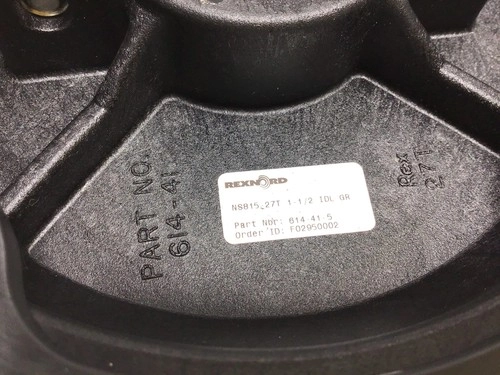 PART NO.
614-41
REXNORD
NS815_27T 1-1/2 IDL GR
Part Nbr: 614 41 5
Order ID: F02950002
Rex
27T